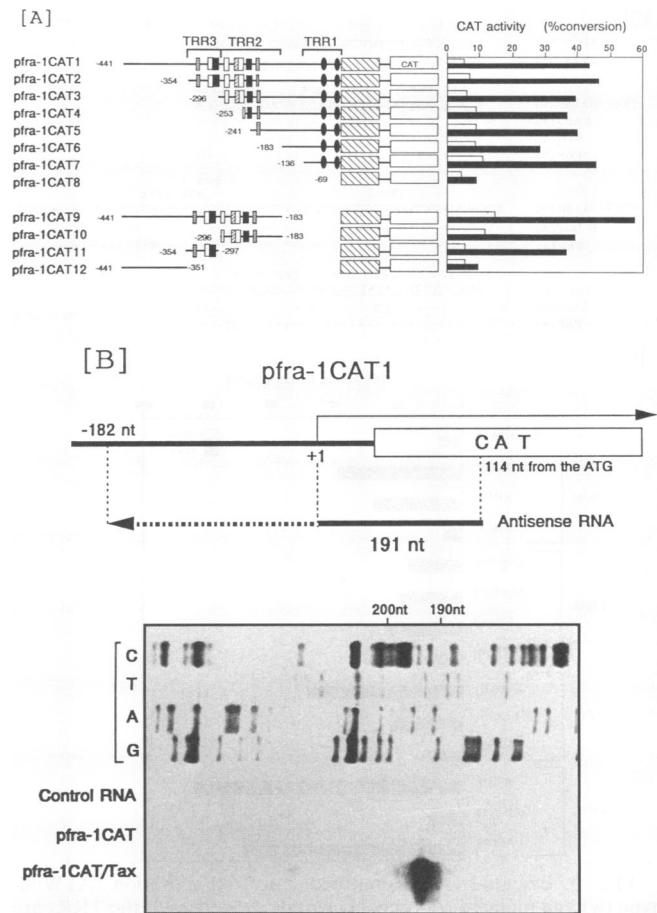 [A]
CAT activity (%conversion)
TRR3 TRR2 TRR1
0 10 20 30 40 50 60
pfra-1CAT1 -441 CAT
pfra-1CAT2 -354
pfra-1CAT3 -296
pfra-1CAT4 -253
pfra-1CAT5 -241
pfra-1CAT6 -183
pfra-1CAT7 -136
pfra-1CAT8 -69
pfra-1CAT9 -441 -183
pfra-1CAT10 -296 -183
pfra-1CAT11 -354 -297
pfra-1CAT12 -441 -351
[B]
pfra-1CAT1
-182 nt
CAT
+1
114 nt from the ATG
Antisense RNA
191 nt
200nt 190nt
C
T
A
G
Control RNA
pfra-1CAT
pfra-1CAT/Tax